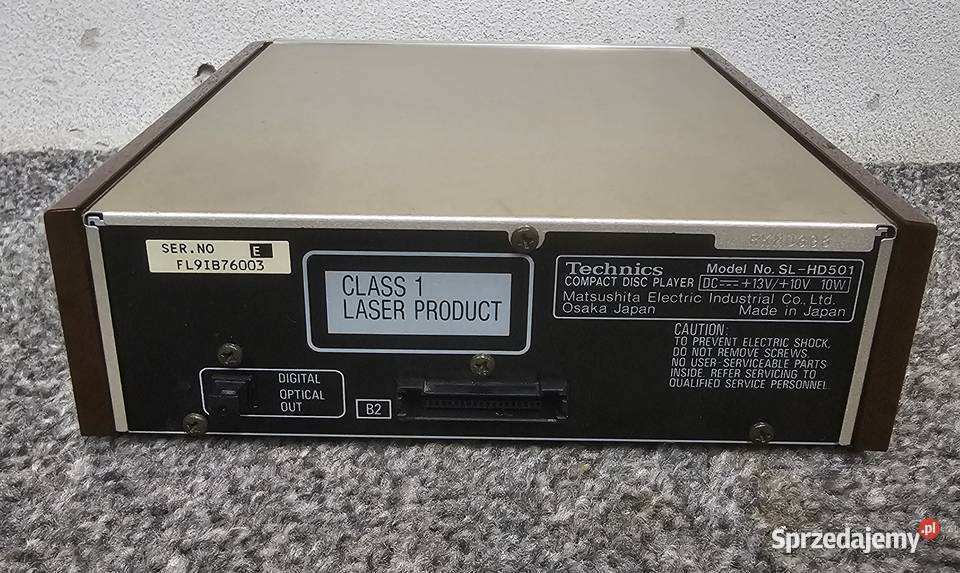 SER.NO E
FL9IB76003
CLASS 1
LASER PRODUCT
Technics Model No. SL-HD501
COMPACT DISC PLAYER DC ⎓ +13V/+10V 10W
Matsushita Electric Industrial Co., Ltd.
Osaka Japan Made in Japan
CAUTION:
TO PREVENT ELECTRIC SHOCK,
DO NOT REMOVE SCREWS.
NO USER-SERVICEABLE PARTS
INSIDE. REFER SERVICING TO
QUALIFIED SERVICE PERSONNEL.
DIGITAL
OPTICAL
OUT
B2
Sprzedajemy.pl